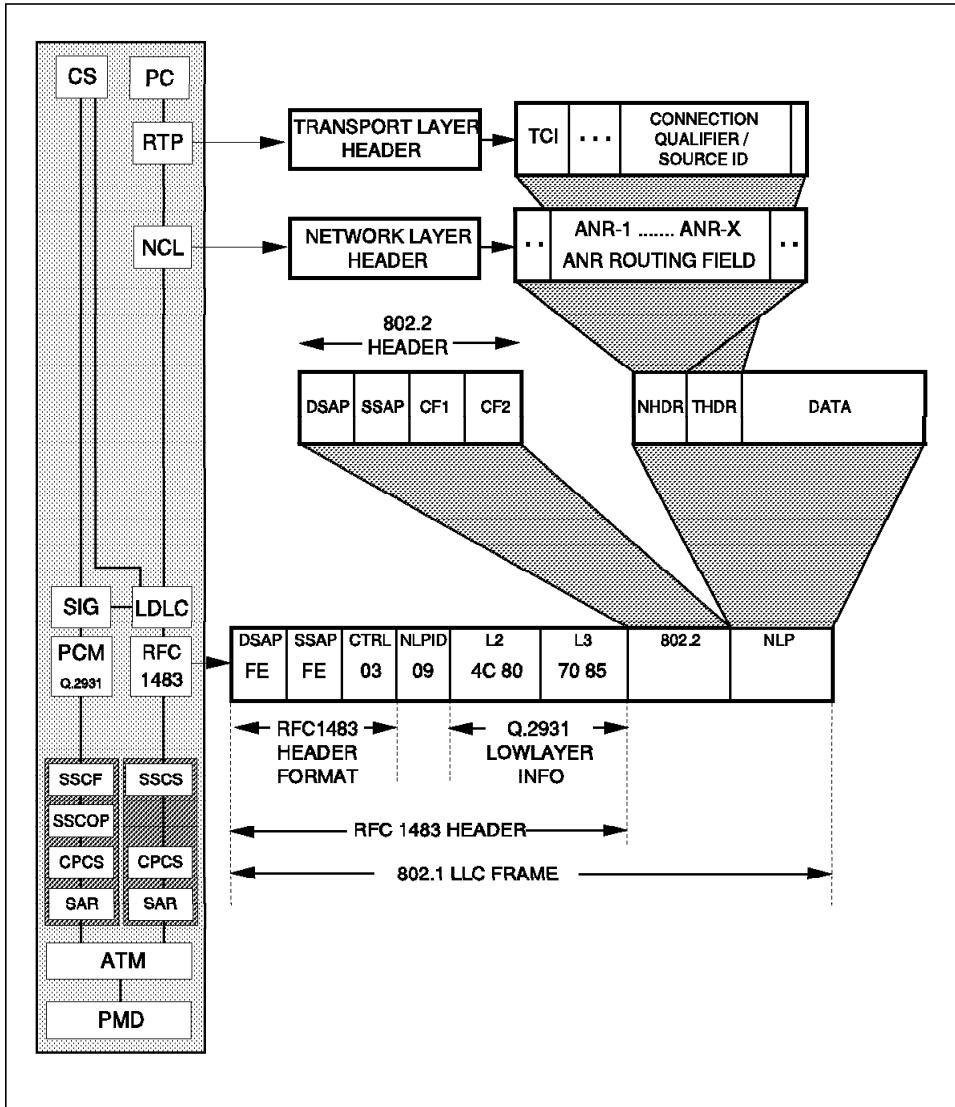 CS
PC
RTP
NCL
SIG
LDLC
PCM
Q.2931
RFC
1483
SSCF
SSCS
SSCOP
CPCS
CPCS
SAR
SAR
ATM
PMD
TRANSPORT LAYER
HEADER
TCI
...
CONNECTION
QUALIFIER /
SOURCE ID
NETWORK LAYER
HEADER
..
ANR-1 ....... ANR-X
ANR ROUTING FIELD
..
802.2
HEADER
DSAP
SSAP
CF1
CF2
NHDR
THDR
DATA
DSAP
FE
SSAP
FE
CTRL
03
NLPID
09
L2
4C 80
L3
70 85
802.2
NLP
RFC1483
HEADER
FORMAT
Q.2931
LOWLAYER
INFO
RFC 1483 HEADER
802.1 LLC FRAME